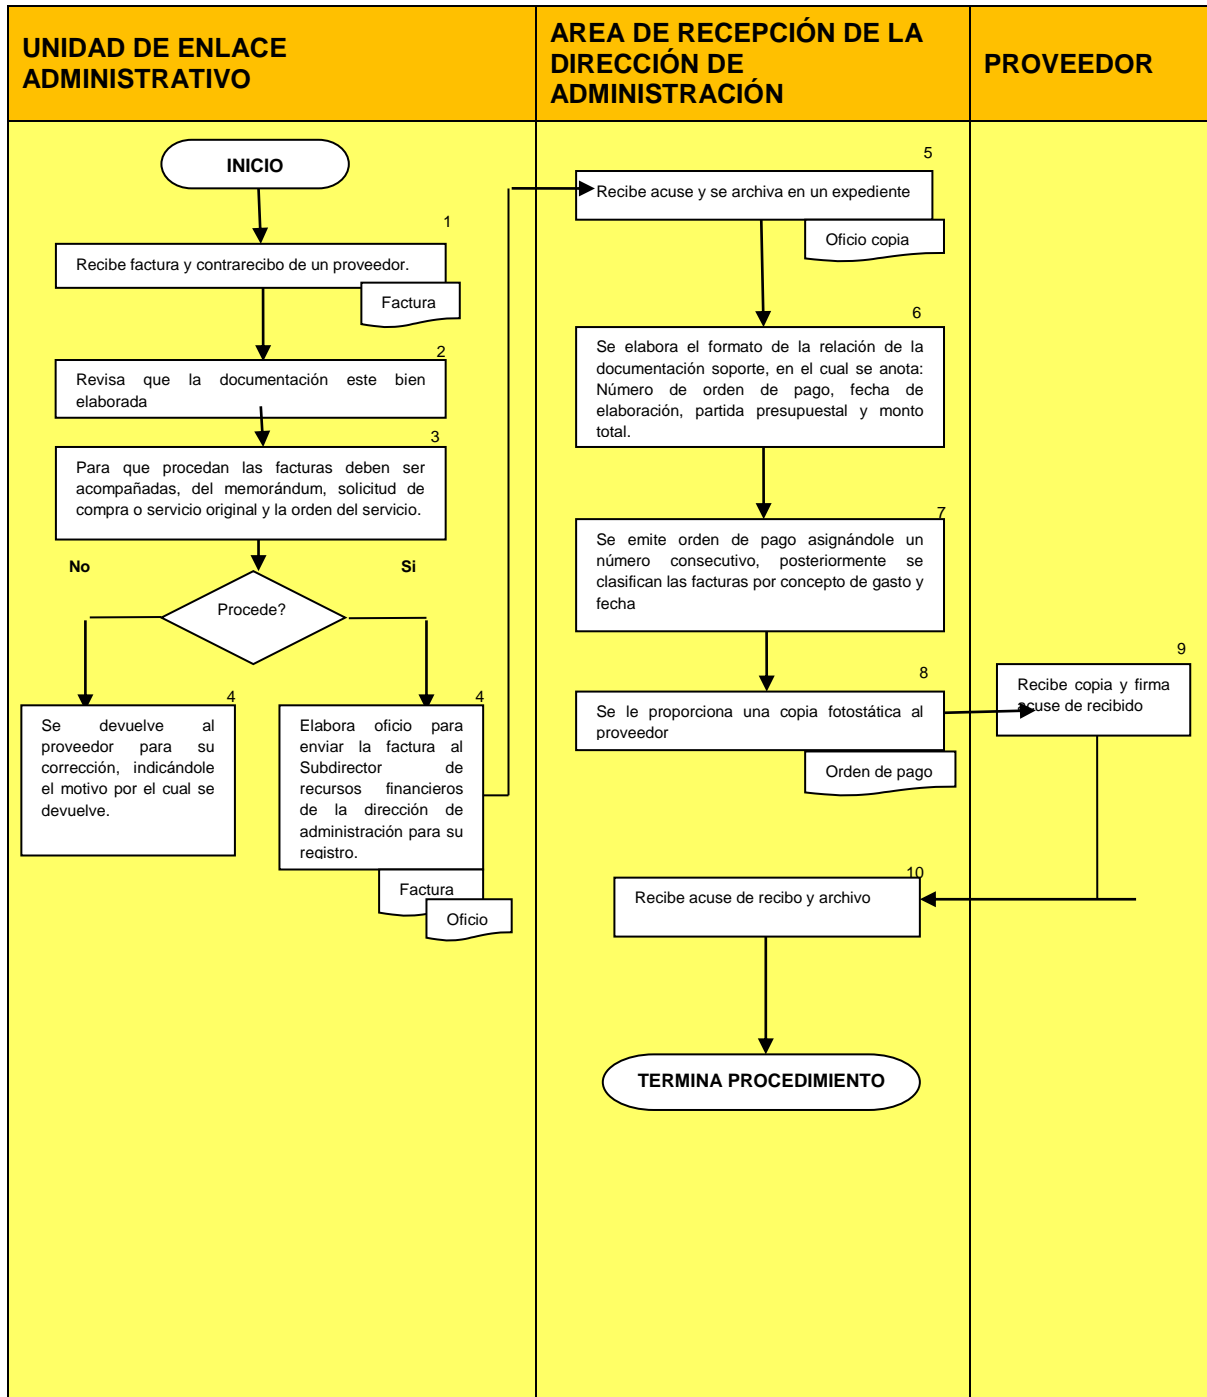 UNIDAD DE ENLACE
ADMINISTRATIVO
AREA DE RECEPCIÓN DE LA
DIRECCIÓN DE
ADMINISTRACIÓN
PROVEEDOR
INICIO
1
Recibe factura y contrarecibo de un proveedor.
Factura
2
Revisa que la documentación este bien
elaborada
3
Para que procedan las facturas deben ser
acompañadas, del memorándum, solicitud de
compra o servicio original y la orden del servicio.
No
Si
Procede?
4
Se devuelve al
proveedor para su
corrección, indicándole
el motivo por el cual se
devuelve.
4
Elabora oficio para
enviar la factura al
Subdirector de
recursos financieros
de la dirección de
administración para su
registro.
Factura
Oficio
5
Recibe acuse y se archiva en un expediente
Oficio copia
6
Se elabora el formato de la relación de la
documentación soporte, en el cual se anota:
Número de orden de pago, fecha de
elaboración, partida presupuestal y monto
total.
7
Se emite orden de pago asignándole un
número consecutivo, posteriormente se
clasifican las facturas por concepto de gasto y
fecha
8
Se le proporciona una copia fotostática al
proveedor
Orden de pago
9
Recibe copia y firma
acuse de recibido
10
Recibe acuse de recibo y archivo
TERMINA PROCEDIMIENTO